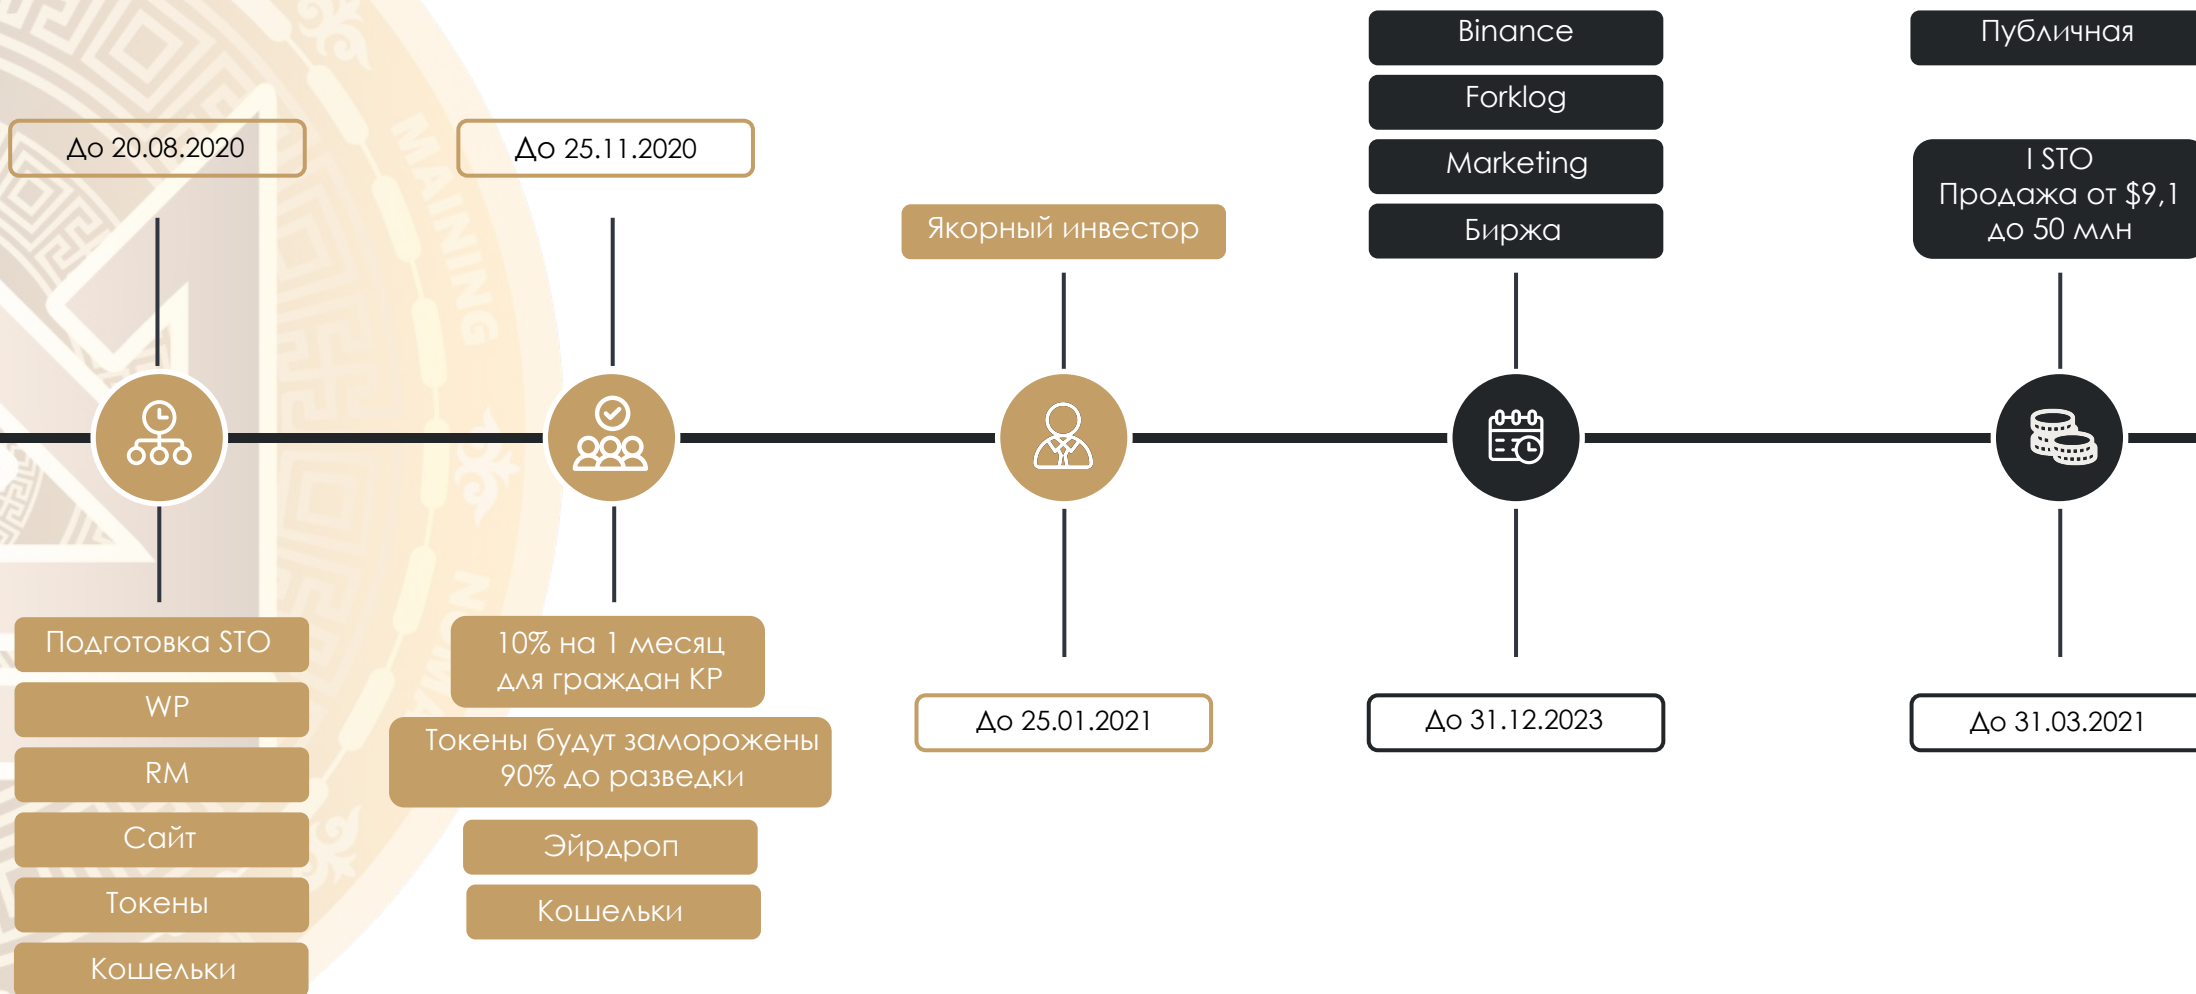 До 20.08.2020
Подготовка STO
WP
RM
Сайт
Токены
Кошельки
До 25.11.2020
10% на 1 месяц
для граждан КР
Токены будут заморожены
90% до разведки
Эйрдроп
Кошельки
Якорный инвестор
До 25.01.2021
Binance
Forklog
Marketing
Биржа
До 31.12.2023
Публичная
I STO
Продажа от $9,1
до 50 млн
До 31.03.2021
MAINING